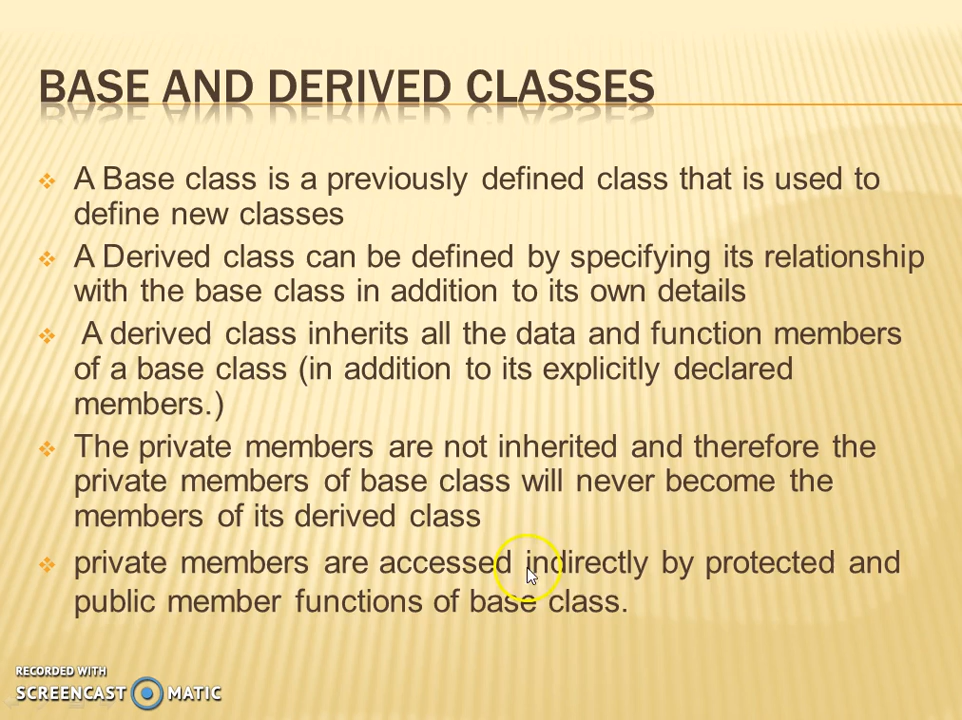 BASE AND DERIVED CLASSES
A Base class is a previously defined class that is used to
define new classes
A Derived class can be defined by specifying its relationship
with the base class in addition to its own details
A derived class inherits all the data and function members
of a base class (in addition to its explicitly declared
members.)
The private members are not inherited and therefore the
private members of base class will never become the
members of its derived class
private members are accessed indirectly by protected and
public member functions of base class.
RECORDED WITH
SCREENCAST MATIC